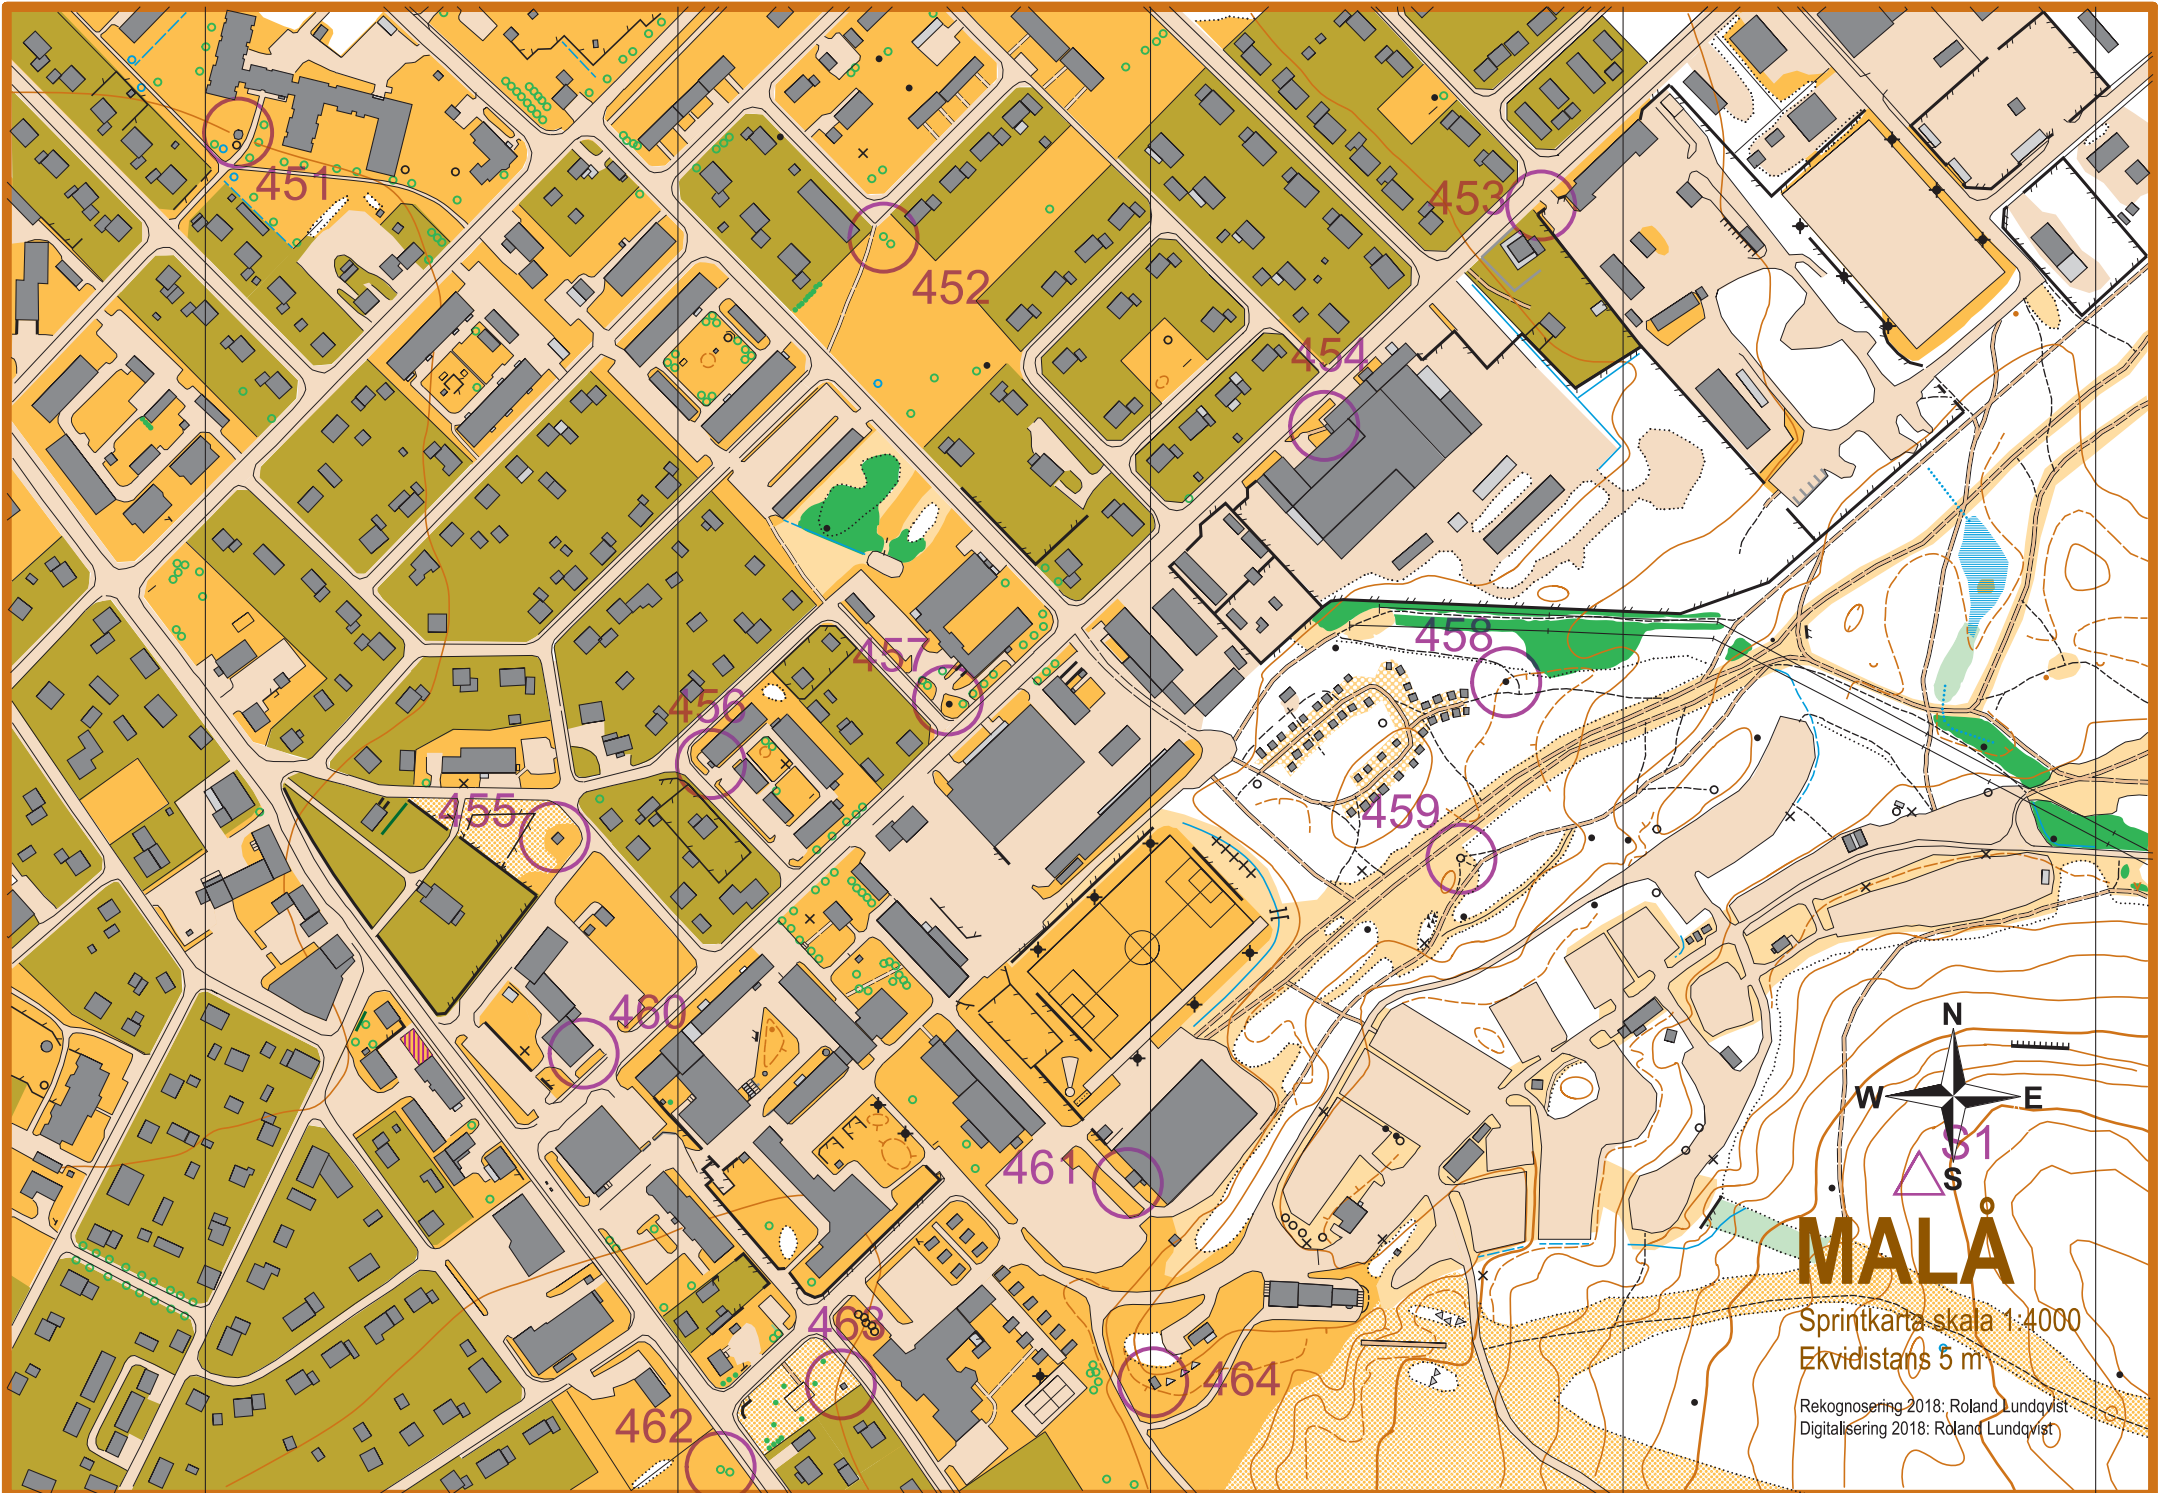 451
452
453
454
455
456
457
458
459
460
461
462
463
464
N
W E
S
S1
MALÅ
Sprintkarta skala 1:4000
Ekvidistans 5 m
Rekognosering 2018: Roland Lundqvist
Digitalisering 2018: Roland Lundqvist